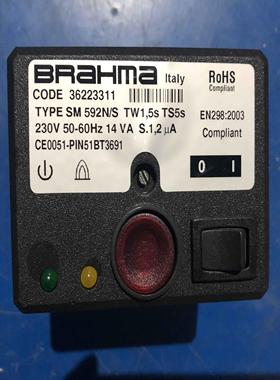 BRAHMA Italy RoHS
Compliant
CODE 36223311
TYPE SM 592N/S TW1,5s TS5s
230V 50-60Hz 14 VA S.1,2 µA
CE0051-PIN51BT3691
EN298:2003
Compliant
0 I